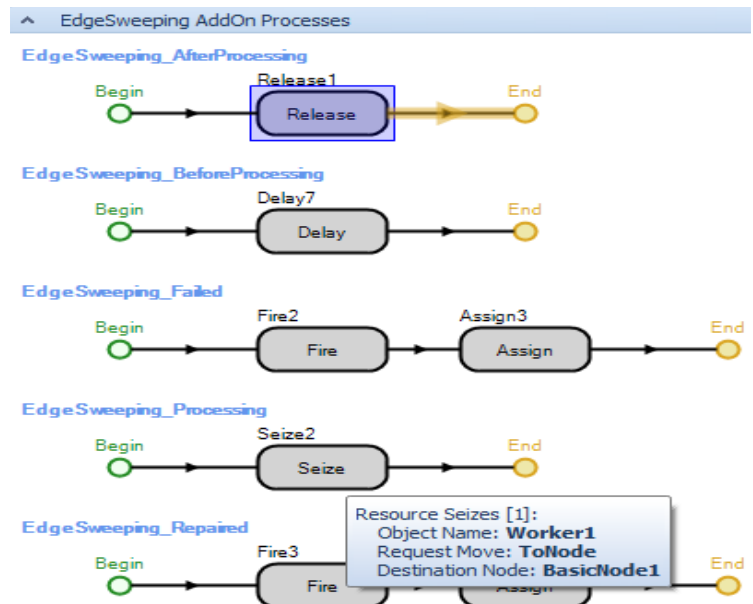 EdgeSweeping AddOn Processes
EdgeSweeping_AfterProcessing
Begin
Release1
Release
End
EdgeSweeping_BeforeProcessing
Begin
Delay7
Delay
End
EdgeSweeping_Failed
Begin
Fire2
Fire
Assign3
Assign
End
EdgeSweeping_Processing
Begin
Seize2
Seize
End
Resource Seizes [1]:
Object Name: Worker1
Request Move: ToNode
Destination Node: BasicNode1
EdgeSweeping_Repaired
Begin
Fire3
Fire
Assign
End